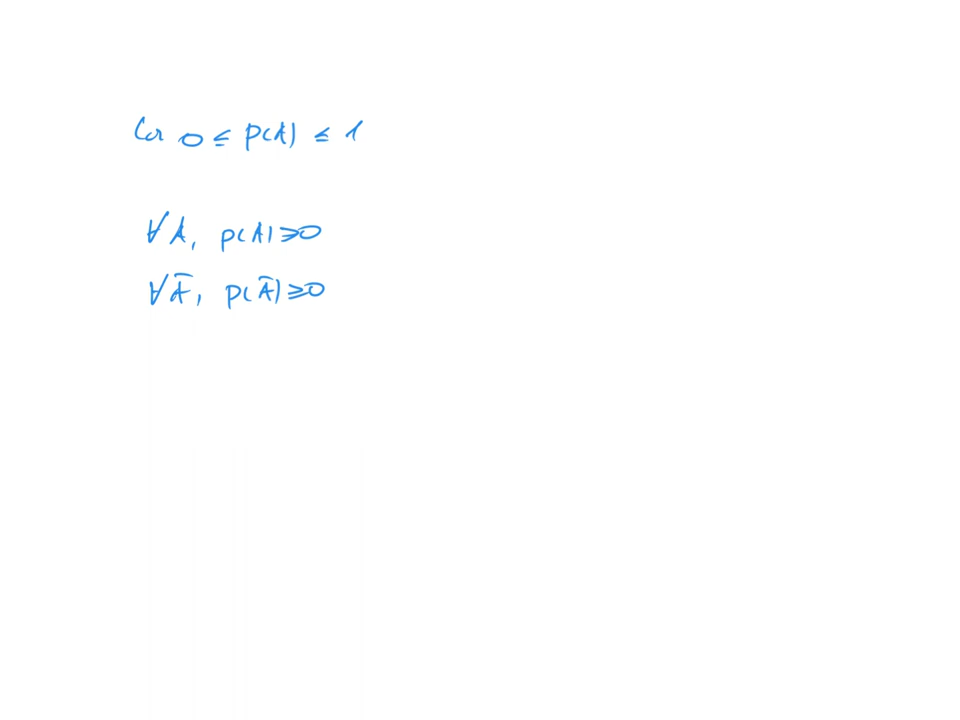 Cor 0 ≤ p(A) ≤ 1
∀A, p(A) ≥ 0
∀Ā, p(Ā) ≥ 0